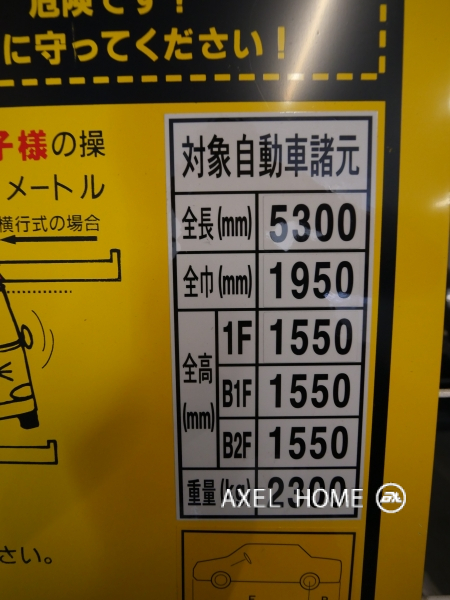 危険です!
に守ってください!
子様の操
メートル
横行式の場合
対象自動車諸元
全長(mm) 5300
全巾(mm) 1950
全高(mm) 1F 1550
B1F 1550
B2F 1550
重量(kg) 2300
AXEL HOME
さい。